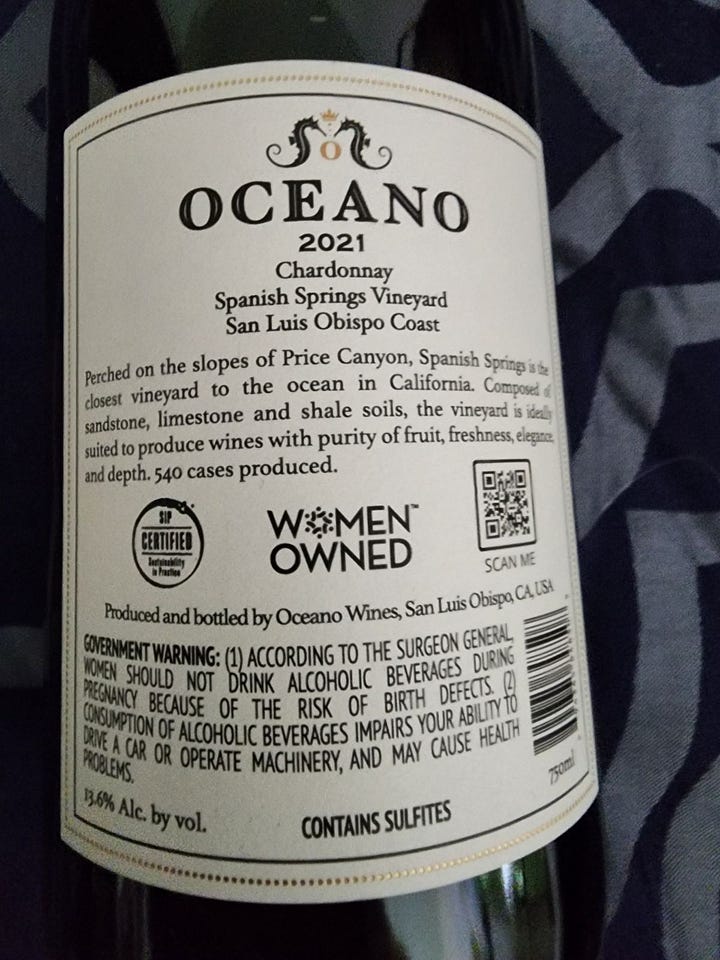 O
OCEANO
2021
Chardonnay
Spanish Springs Vineyard
San Luis Obispo Coast
Perched on the slopes of Price Canyon, Spanish Springs is the
closest vineyard to the ocean in California. Composed of
sandstone, limestone and shale soils, the vineyard is ideally
suited to produce wines with purity of fruit, freshness, elegance,
and depth. 540 cases produced.
SIP
CERTIFIED
Sustainability
in Practice
WOMEN™
OWNED
SCAN ME
Produced and bottled by Oceano Wines, San Luis Obispo, CA, USA
GOVERNMENT WARNING: (1) ACCORDING TO THE SURGEON GENERAL,
WOMEN SHOULD NOT DRINK ALCOHOLIC BEVERAGES DURING
PREGNANCY BECAUSE OF THE RISK OF BIRTH DEFECTS. (2)
CONSUMPTION OF ALCOHOLIC BEVERAGES IMPAIRS YOUR ABILITY TO
DRIVE A CAR OR OPERATE MACHINERY, AND MAY CAUSE HEALTH
PROBLEMS.
750ml
13.6% Alc. by vol.
CONTAINS SULFITES